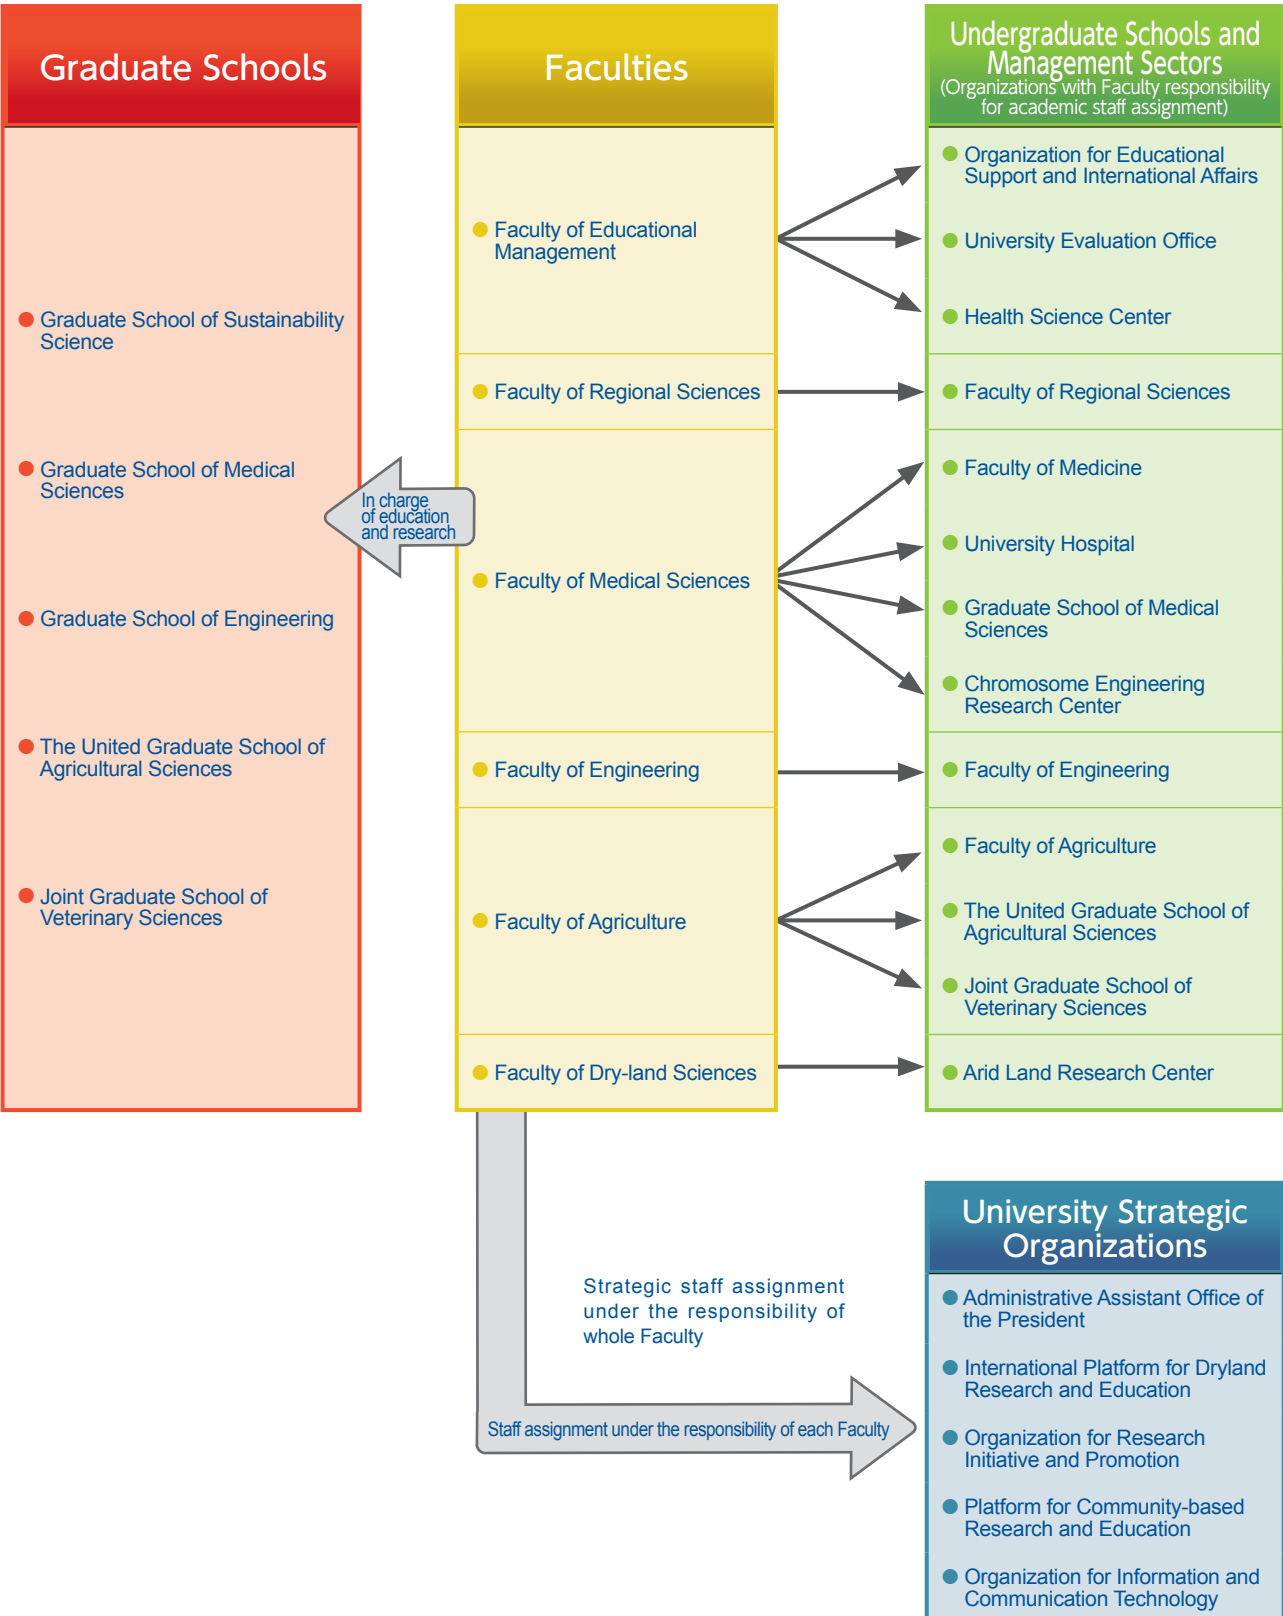 Graduate Schools
Graduate School of Sustainability
Science
Graduate School of Medical
Sciences
Graduate School of Engineering
The United Graduate School of
Agricultural Sciences
Joint Graduate School of
Veterinary Sciences
In charge
of education
and research
Faculties
Faculty of Educational
Management
Faculty of Regional Sciences
Faculty of Medical Sciences
Faculty of Engineering
Faculty of Agriculture
Faculty of Dry-land Sciences
Undergraduate Schools and
Management Sectors
(Organizations with Faculty responsibility
for academic staff assignment)
Organization for Educational
Support and International Affairs
University Evaluation Office
Health Science Center
Faculty of Regional Sciences
Faculty of Medicine
University Hospital
Graduate School of Medical
Sciences
Chromosome Engineering
Research Center
Faculty of Engineering
Faculty of Agriculture
The United Graduate School of
Agricultural Sciences
Joint Graduate School of
Veterinary Sciences
Arid Land Research Center
Strategic staff assignment
under the responsibility of
whole Faculty
Staff assignment under the responsibility of each Faculty
University Strategic
Organizations
Administrative Assistant Office of
the President
International Platform for Dryland
Research and Education
Organization for Research
Initiative and Promotion
Platform for Community-based
Research and Education
Organization for Information and
Communication Technology